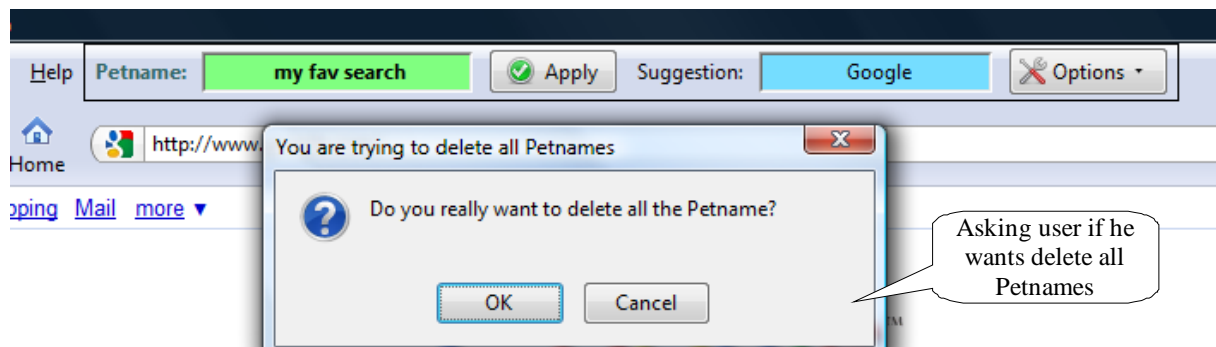 Help Petname: my fav search Apply Suggestion: Google Options
Home
http://www.
You are trying to delete all Petnames
pping Mail more
Do you really want to delete all the Petname?
OK Cancel
Asking user if he
wants delete all
Petnames
TM